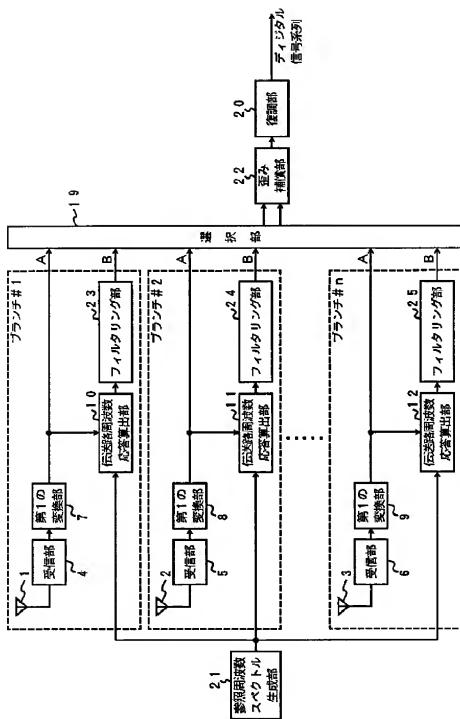 ブランチ#1
1
受信部
4
第1の
変換部
7
伝送路周波数
応答算出部
10
フィルタリング部
23
A
B
ブランチ#2
2
受信部
5
第1の
変換部
8
伝送路周波数
応答算出部
11
フィルタリング部
24
A
B
ブランチ#n
3
受信部
6
第1の
変換部
9
伝送路周波数
応答算出部
12
フィルタリング部
25
A
B
21
参照周波数
スペクトル
生成部
選択部
19
22
歪み
補償部
20
復調部
ディジタル
信号系列